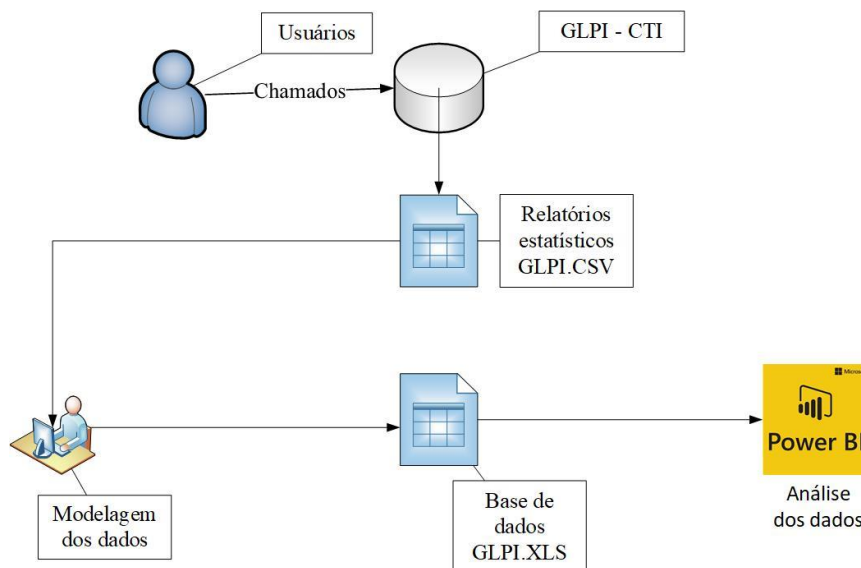 Usuários
GLPI - CTI
Chamados
Relatórios
estatísticos
GLPI.CSV
Power BI
Modelagem
dos dados
Base de
dados
GLPI.XLS
Análise
dos dados